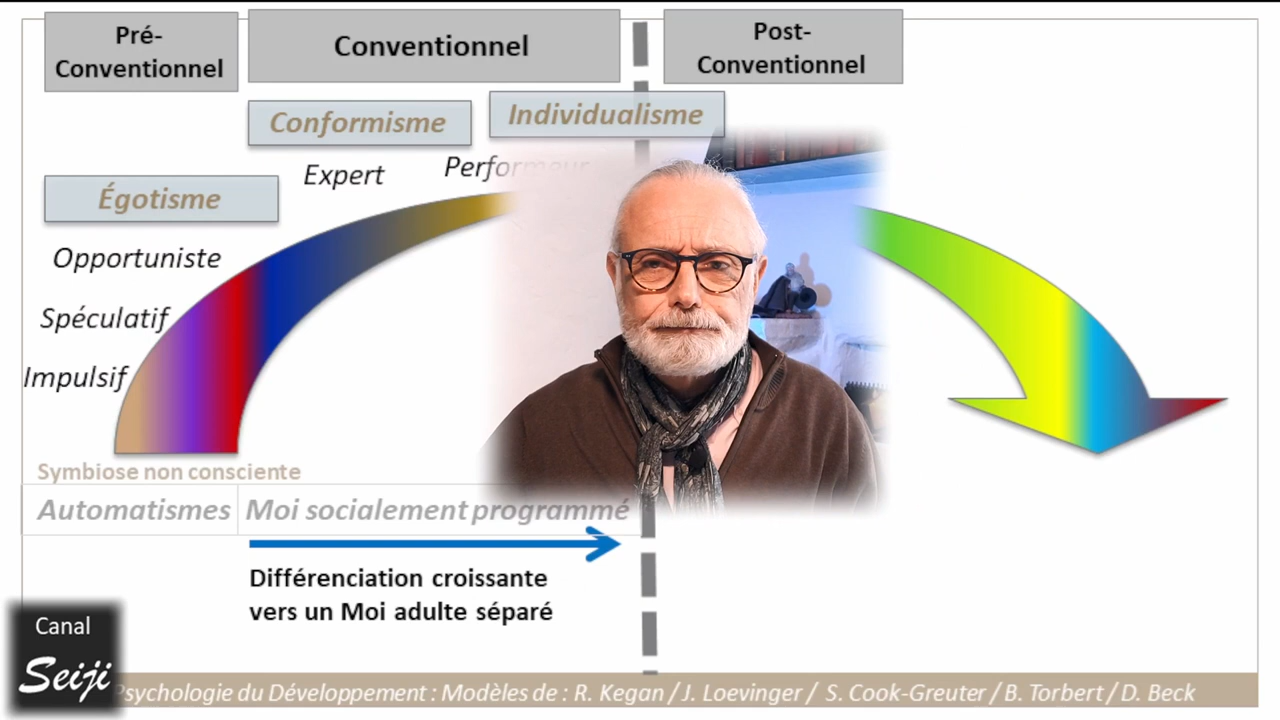 Pré-
Conventionnel
Conventionnel
Post-
Conventionnel
Conformisme
Individualisme
Expert
Performeur
Égotisme
Opportuniste
Spéculatif
Impulsif
Symbiose non consciente
Automatismes
Moi socialement programmé
Différenciation croissante
vers un Moi adulte séparé
Canal
Seiji
Psychologie du Développement : Modèles de : R. Kegan / J. Loevinger / S. Cook-Greuter / B. Torbert / D. Beck